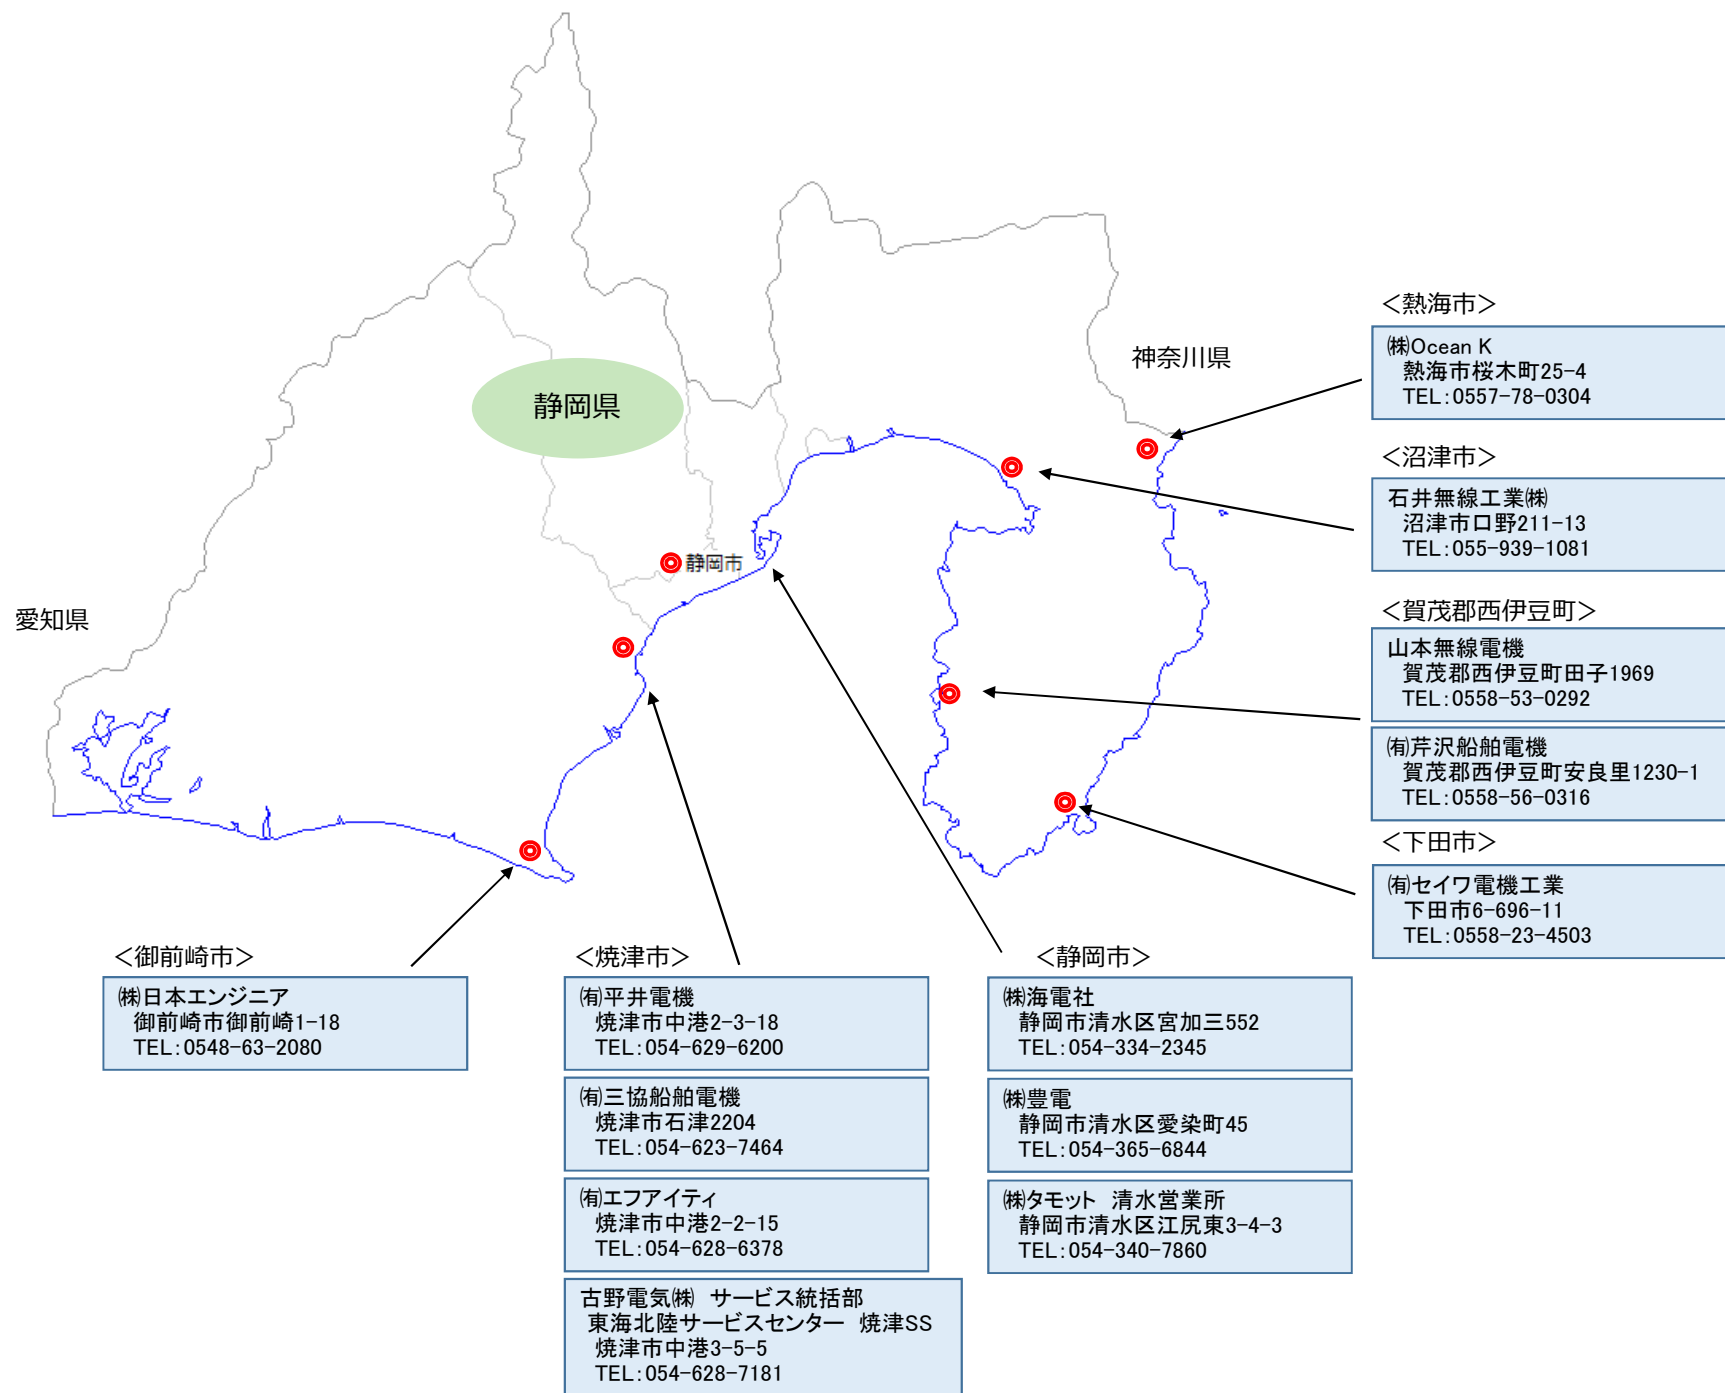 静岡県
神奈川県
愛知県
静岡市
＜熱海市＞
㈱Ocean K
熱海市桜木町25-4
TEL:0557-78-0304
＜沼津市＞
石井無線工業㈱
沼津市口野211-13
TEL:055-939-1081
＜賀茂郡西伊豆町＞
山本無線電機
賀茂郡西伊豆町田子1969
TEL:0558-53-0292
㈲芹沢船舶電機
賀茂郡西伊豆町安良里1230-1
TEL:0558-56-0316
＜下田市＞
㈲セイワ電機工業
下田市6-696-11
TEL:0558-23-4503
＜御前崎市＞
㈱日本エンジニア
御前崎市御前崎1-18
TEL:0548-63-2080
＜焼津市＞
㈲平井電機
焼津市中港2-3-18
TEL:054-629-6200
㈲三協船舶電機
焼津市石津2204
TEL:054-623-7464
㈲エフアイティ
焼津市中港2-2-15
TEL:054-628-6378
古野電気㈱ サービス統括部
東海北陸サービスセンター 焼津SS
焼津市中港3-5-5
TEL:054-628-7181
＜静岡市＞
㈱海電社
静岡市清水区宮加三552
TEL:054-334-2345
㈱豊電
静岡市清水区愛染町45
TEL:054-365-6844
㈱タモット 清水営業所
静岡市清水区江尻東3-4-3
TEL:054-340-7860